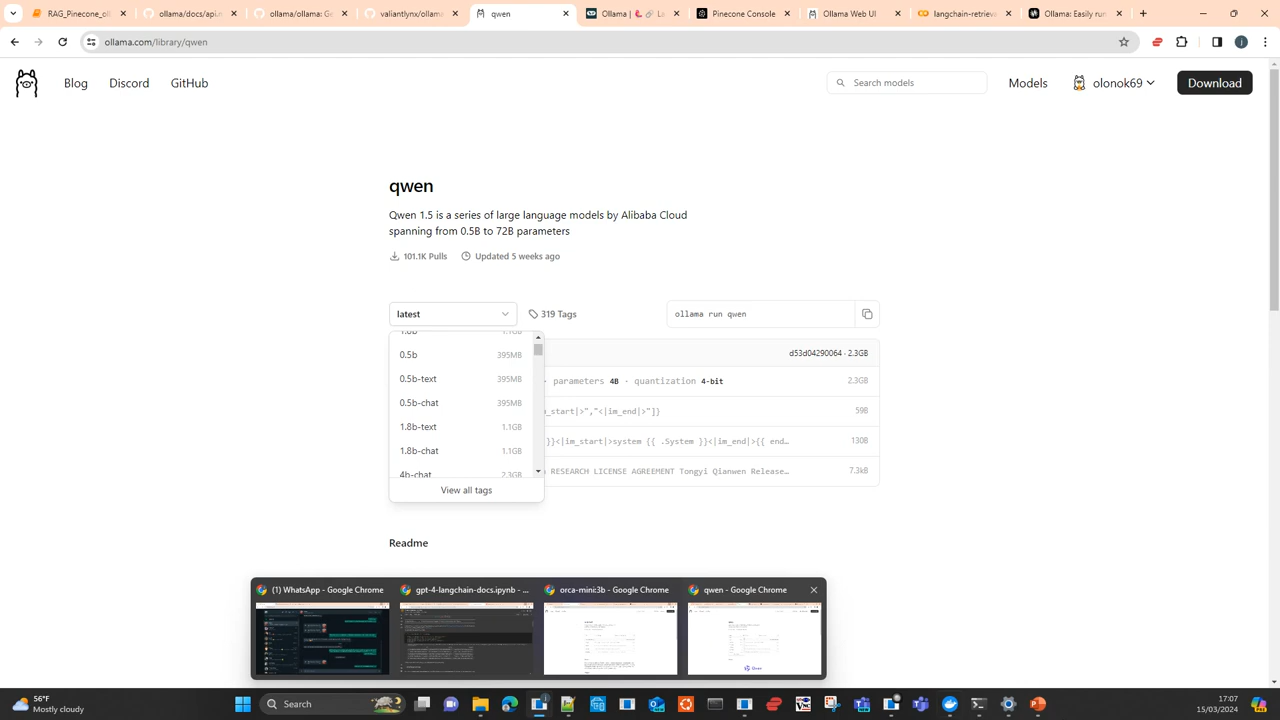 RAG_Pinecone_ol
ollama/docs/api.m
ollama/ollama: Ge
valiantlynx/ollama
qwen
Ollama | 🦜🔗 La
Pinecone Console
Ollama Web UI
langchain-retrieva
Ollama: Easily run
ollama.com/library/qwen
Blog
Discord
GitHub
Search models
Models
olonok69
Download
qwen
Qwen 1.5 is a series of large language models by Alibaba Cloud
spanning from 0.5B to 72B parameters
101.1K Pulls
Updated 5 weeks ago
latest
319 Tags
ollama run qwen
1.8b 1.1GB
0.5b 395MB
0.5b-text 395MB
0.5b-chat 395MB
1.8b-text 1.1GB
1.8b-chat 1.1GB
4b-chat 2.3GB
View all tags
d53d04290064 · 2.3GB
· parameters 4B · quantization 4-bit 2.3GB
_start|>","<|im_end|>"]} 59B
}}<|im_start|>system {{ .System }}<|im_end|>{{ end… 130B
RESEARCH LICENSE AGREEMENT Tongyi Qianwen Release… 7.3kB
Readme
(1) WhatsApp - Google Chrome
gpt-4-langchain-docs.ipynb - ...
orca-mini:3b - Google Chrome
qwen - Google Chrome
56°F
Mostly cloudy
Search
17:07
15/03/2024